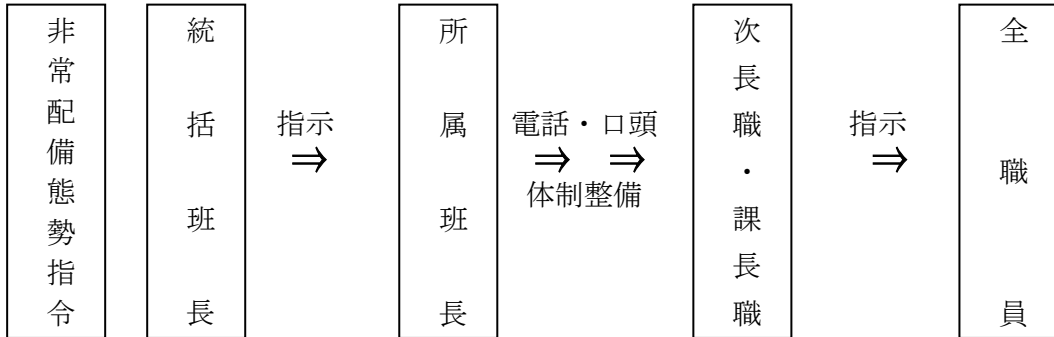 非常配備態勢指令
統括班長
指示
⇒
所属班長
電話・口頭
⇒ ⇒
体制整備
次長職・課長職
指示
⇒
全職員